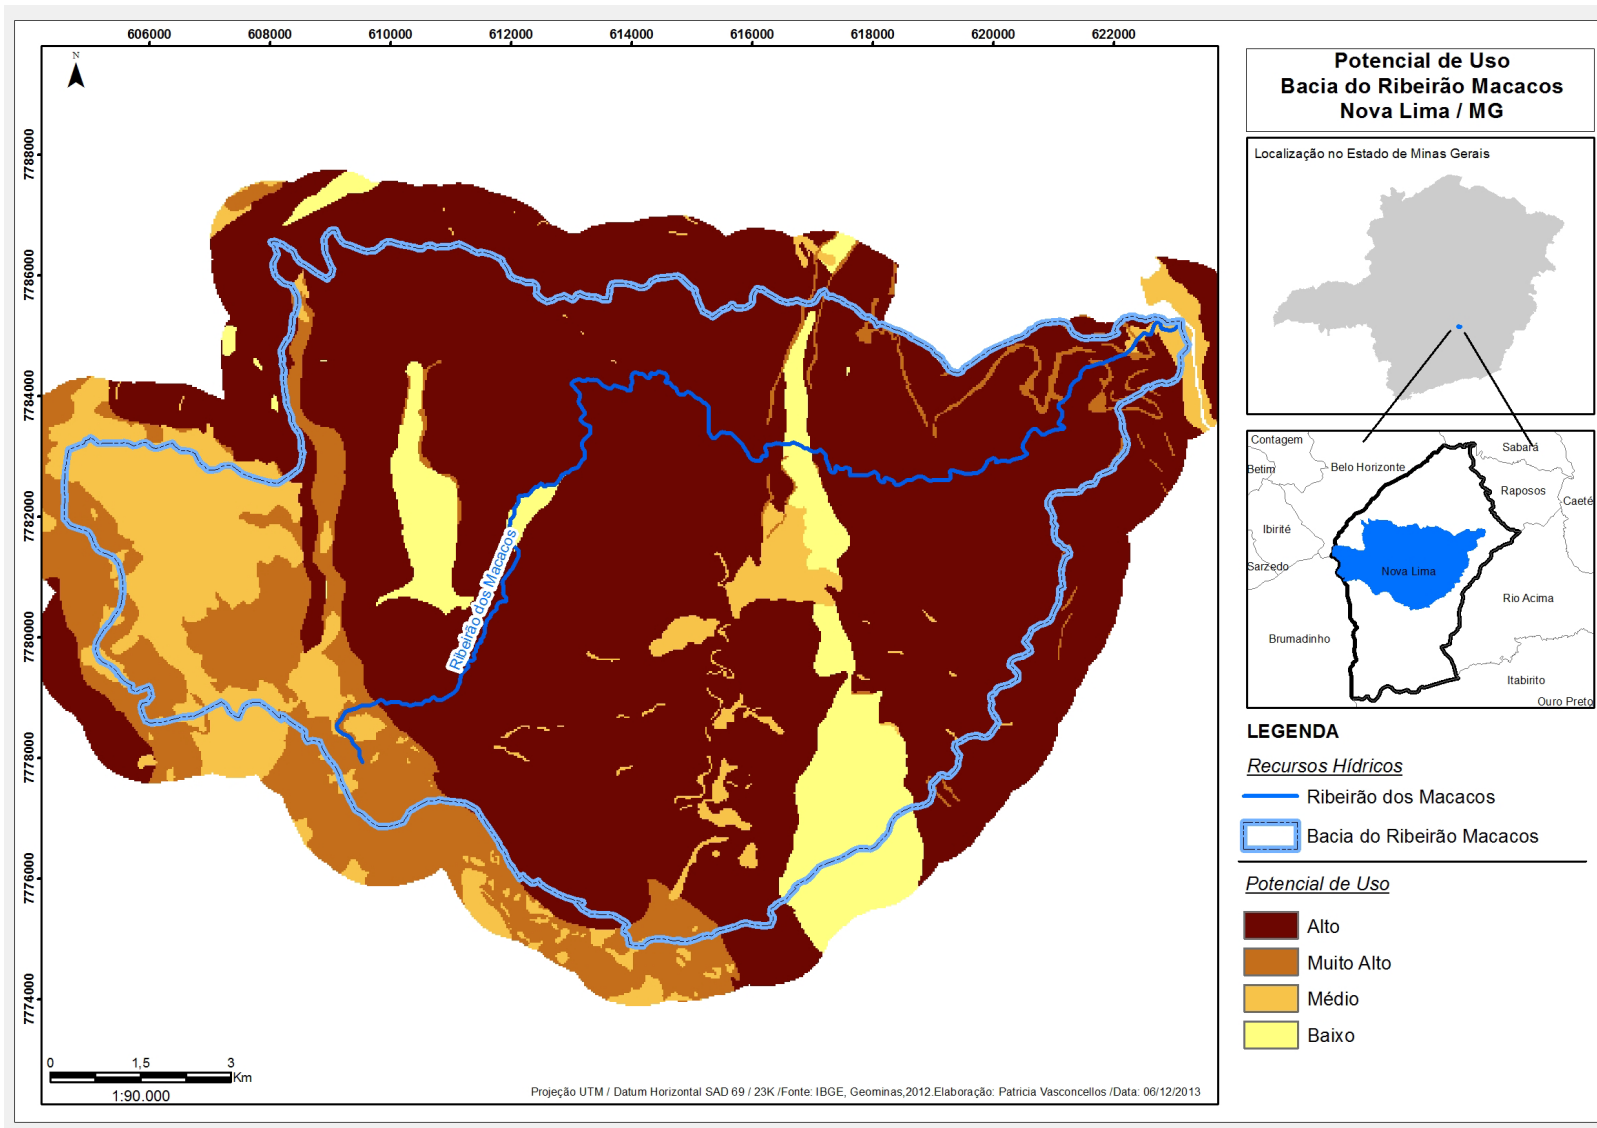 606000 608000 610000 612000 614000 616000 618000 620000 622000
N
7788000
7786000
7784000
7782000
7780000
7778000
7776000
7774000
Ribeirão dos Macacos
0 1,5 3
Km
1:90.000
Projeção UTM / Datum Horizontal SAD 69 / 23K /Fonte: IBGE, Geominas,2012.Elaboração: Patricia Vasconcellos /Data: 06/12/2013
Potencial de Uso
Bacia do Ribeirão Macacos
Nova Lima / MG
Localização no Estado de Minas Gerais
Contagem
Sabará
Betim
Belo Horizonte
Raposos
Caeté
Ibirité
Sarzedo
Nova Lima
Rio Acima
Brumadinho
Itabirito
Ouro Preto
LEGENDA
Recursos Hídricos
Ribeirão dos Macacos
Bacia do Ribeirão Macacos
Potencial de Uso
Alto
Muito Alto
Médio
Baixo